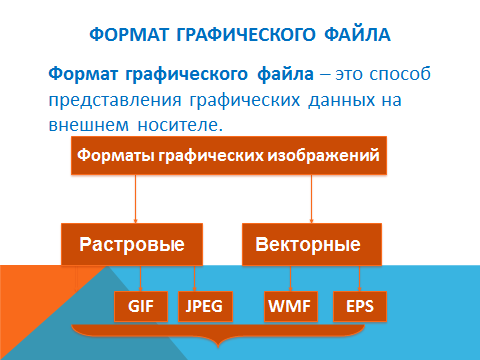 ФОРМАТ ГРАФИЧЕСКОГО ФАЙЛА
Формат графического файла – это способ
представления графических данных на
внешнем носителе.
Форматы графических изображений
Растровые
Векторные
GIF
JPEG
WMF
EPS